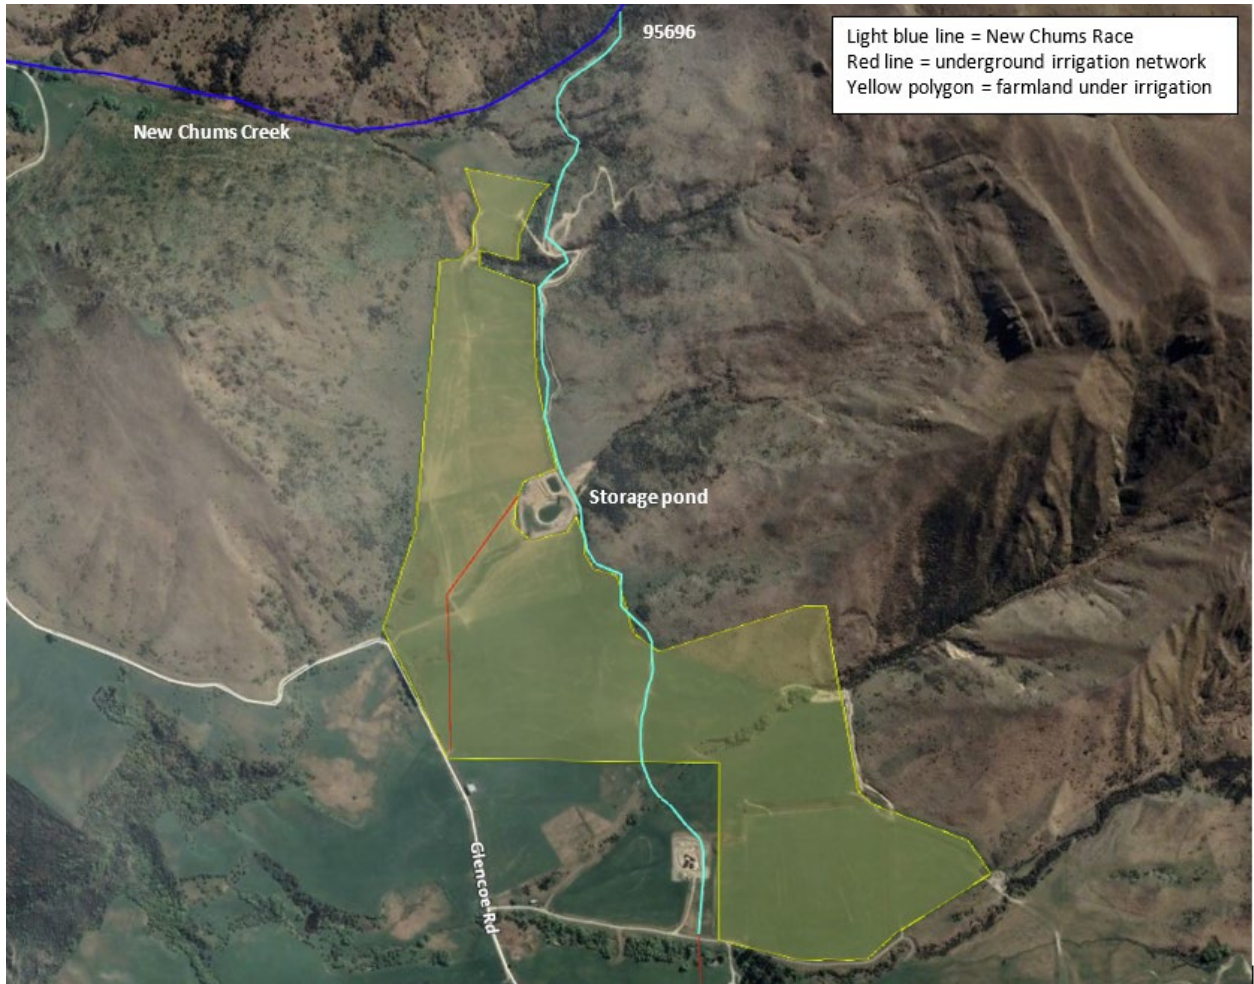 95696
Light blue line = New Chums Race
Red line = underground irrigation network
Yellow polygon = farmland under irrigation
New Chums Creek
Storage pond
Glencoe Rd